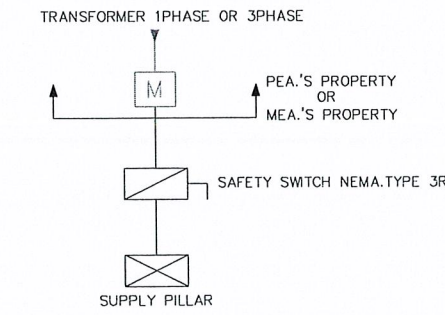 TRANSFORMER 1PHASE OR 3PHASE
M
PEA.'S PROPERTY
OR
MEA.'S PROPERTY
SAFETY SWITCH NEMA.TYPE 3R
SUPPLY PILLAR